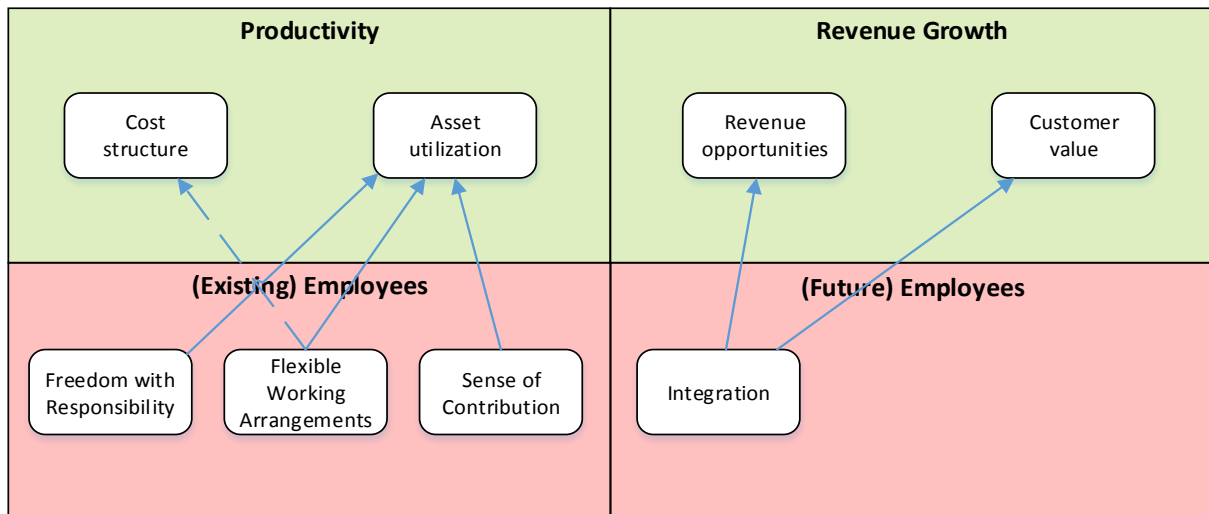 Productivity
Revenue Growth
Cost
structure
Asset
utilization
Revenue
opportunities
Customer
value
(Existing) Employees
(Future) Employees
Freedom with
Responsibility
Flexible
Working
Arrangements
Sense of
Contribution
Integration